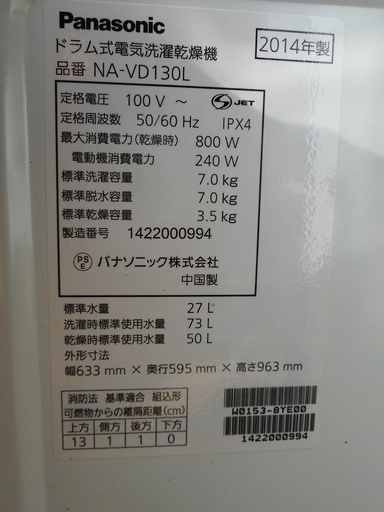 Panasonic
ドラム式電気洗濯乾燥機
2014年製
品番 NA-VD130L
定格電圧 100 V ~
S JET
定格周波数 50/60 Hz IPX4
最大消費電力(乾燥時) 800 W
電動機消費電力 240 W
標準洗濯容量 7.0 kg
標準脱水容量 7.0 kg
標準乾燥容量 3.5 kg
製造番号 1422000994
PSE パナソニック株式会社
中国製
標準水量 27 L
洗濯時標準使用水量 73 L
乾燥時標準使用水量 50 L
外形寸法
幅633 mm × 奥行595 mm × 高さ963 mm
消防法 基準適合 組込形
可燃物からの離隔距離(cm)
上方 側方 後方 下方
13 1 1 0
W0153-8YE00
1422000994